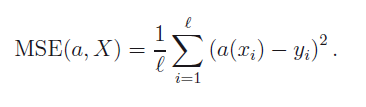 MSE(a, X) = \frac{1}{\ell} \sum_{i=1}^{\ell} (a(x_i) - y_i)^2.